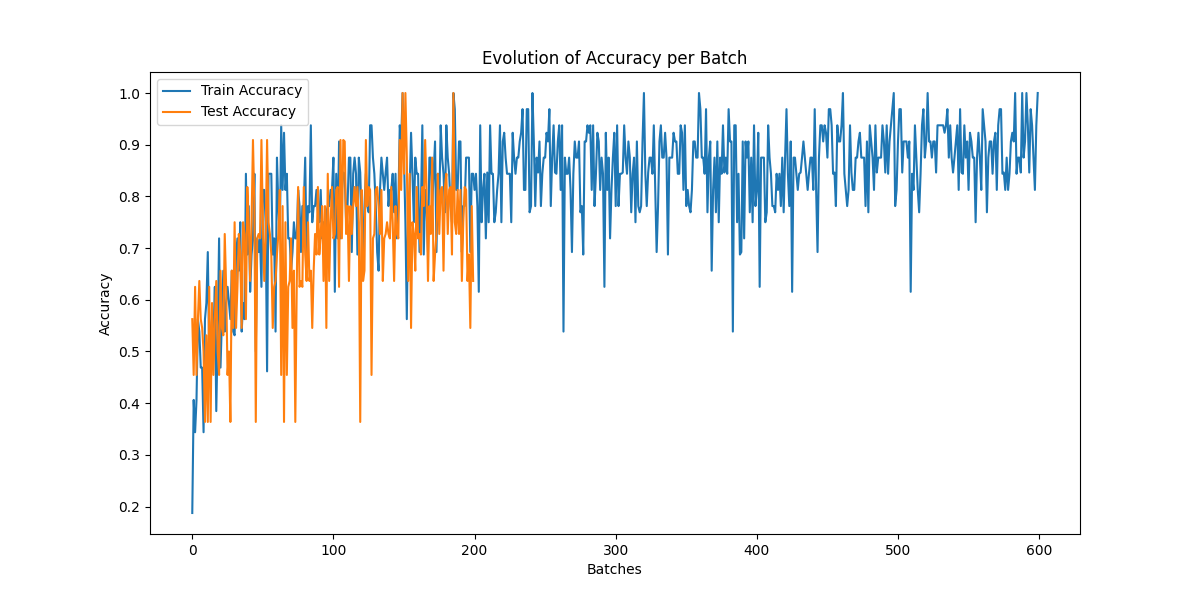 Evolution of Accuracy per Batch
Train Accuracy
Test Accuracy
1.0
0.9
0.8
0.7
0.6
0.5
0.4
0.3
0.2
Accuracy
0 100 200 300 400 500 600
Batches